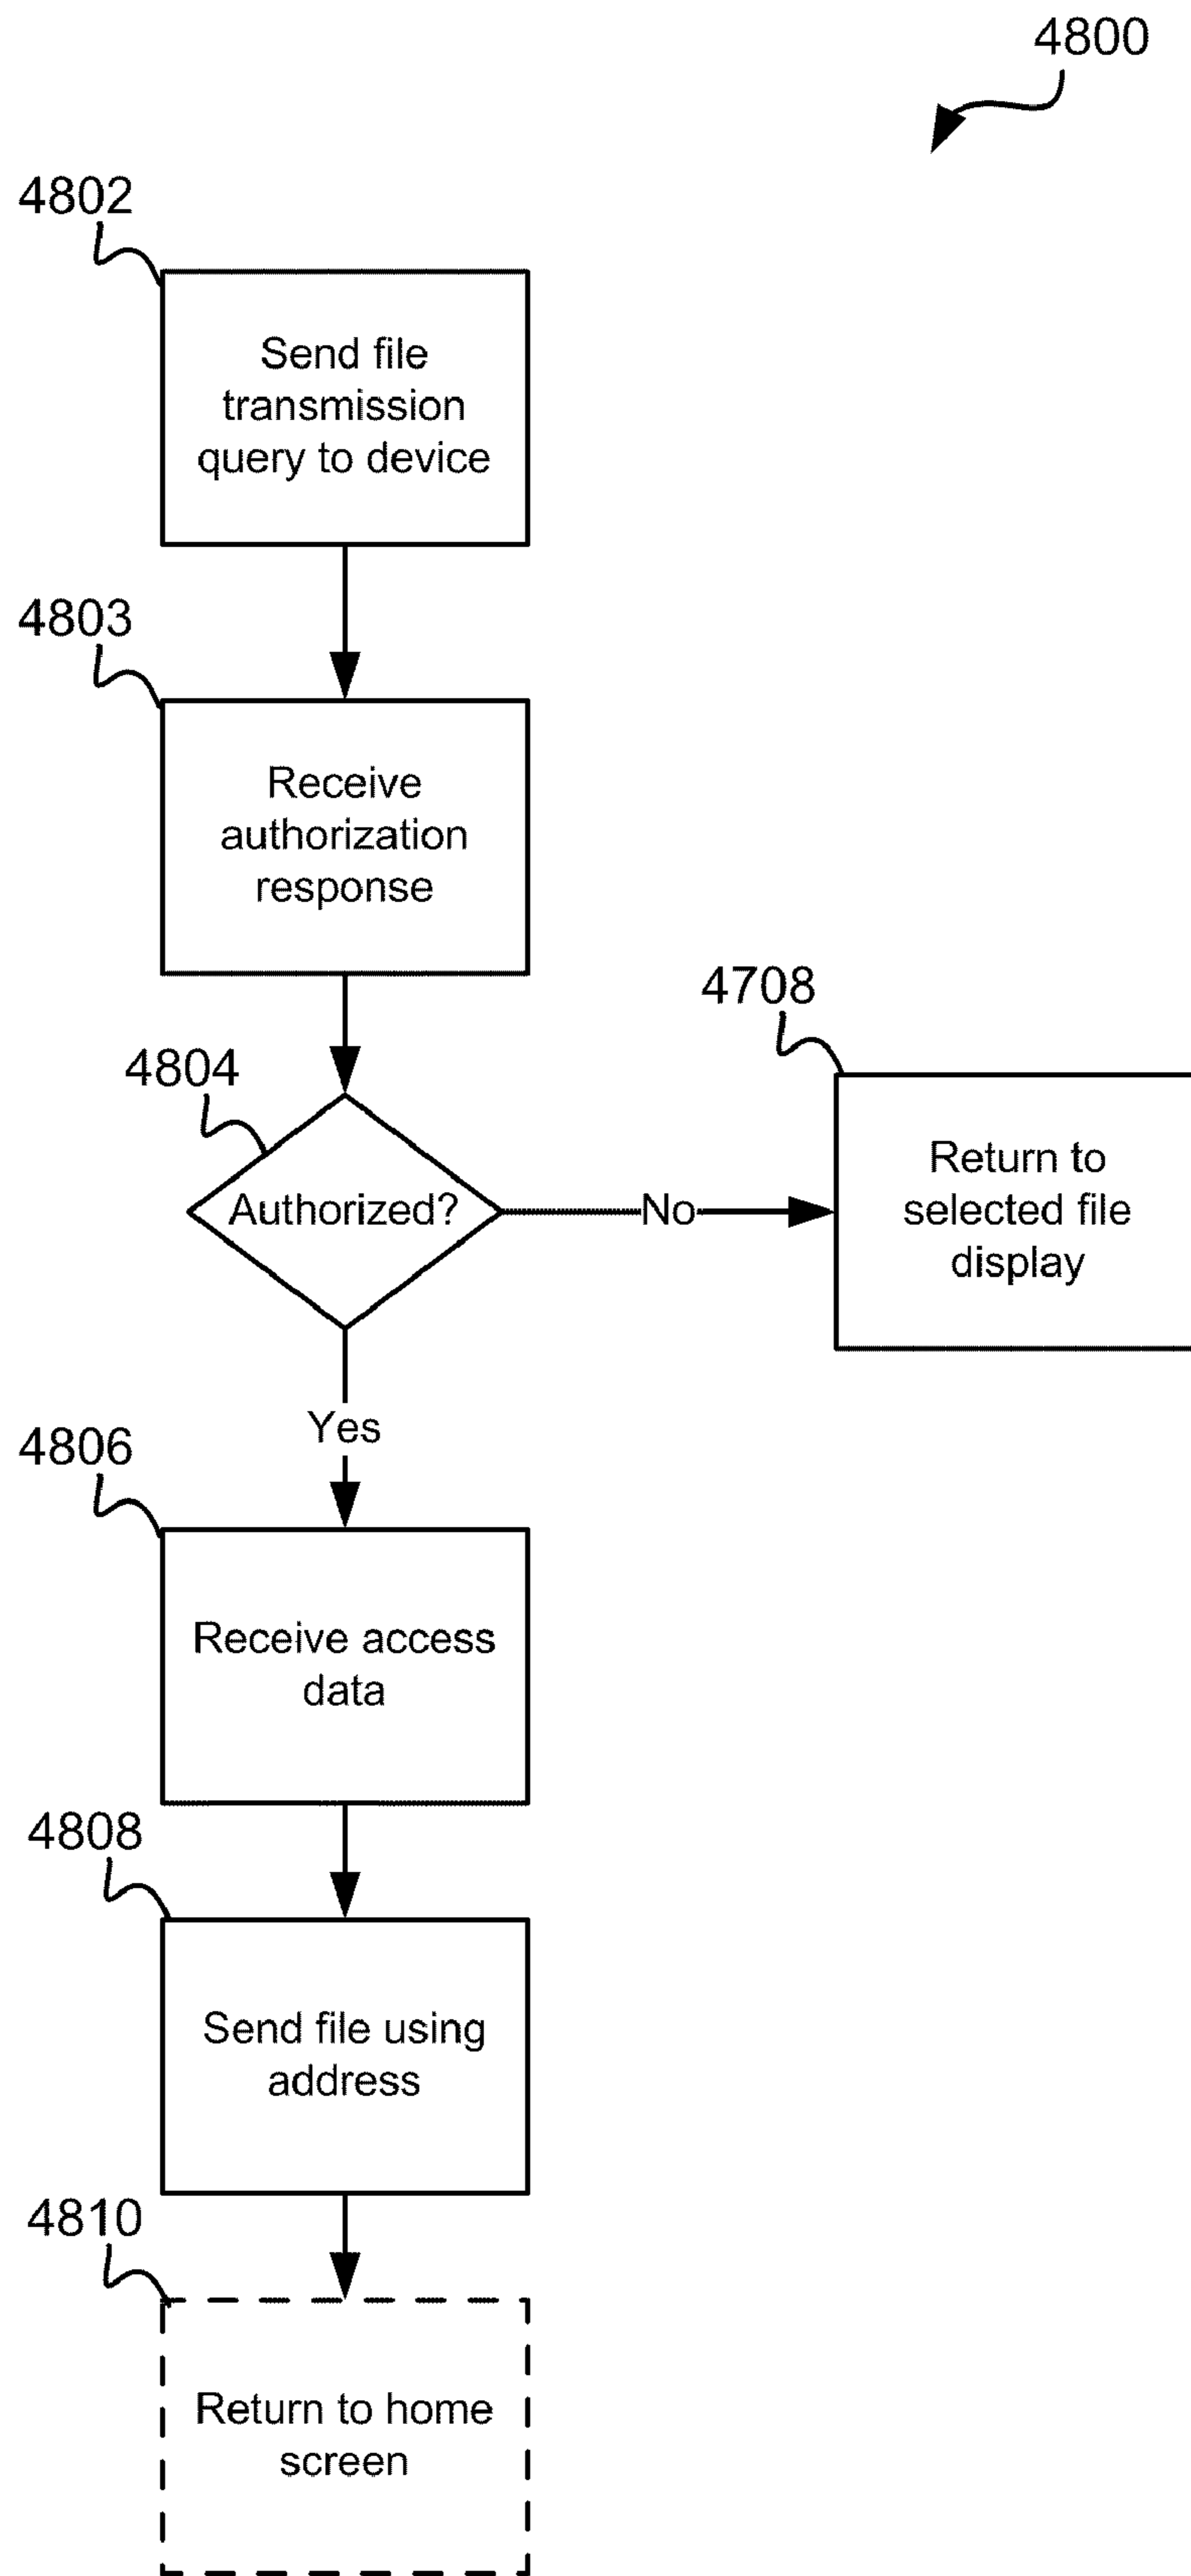 4800
4802
Send file
transmission
query to device
4803
Receive
authorization
response
4804
Authorized?
No
4708
Return to
selected file
display
Yes
4806
Receive access
data
4808
Send file using
address
4810
Return to home
screen